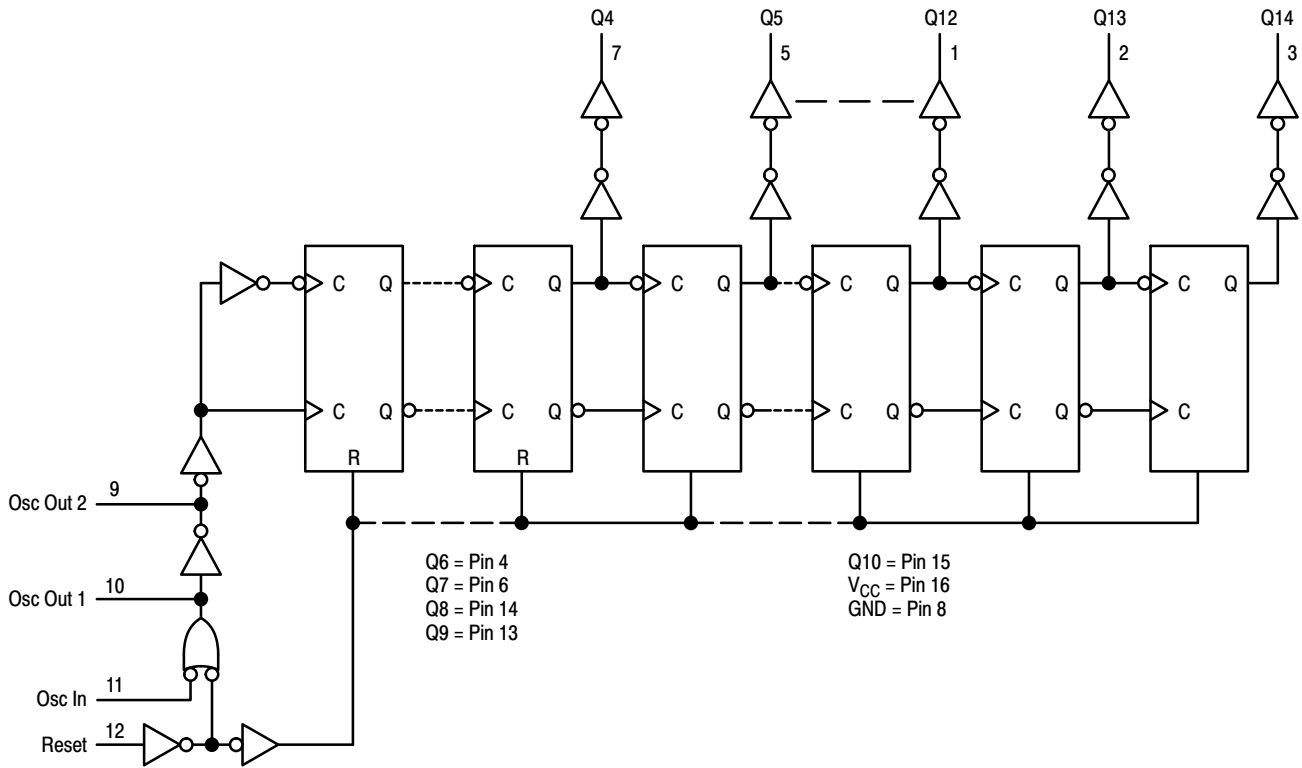 Q4 Q5 Q12 Q13 Q14
7 5 1 2 3
C Q C Q C Q C Q C Q C Q
C Q C Q C Q C Q C Q C
R R
Osc Out 2 9
Osc Out 1 10
Osc In 11
Reset 12
Q6 = Pin 4
Q7 = Pin 6
Q8 = Pin 14
Q9 = Pin 13
Q10 = Pin 15
VCC = Pin 16
GND = Pin 8